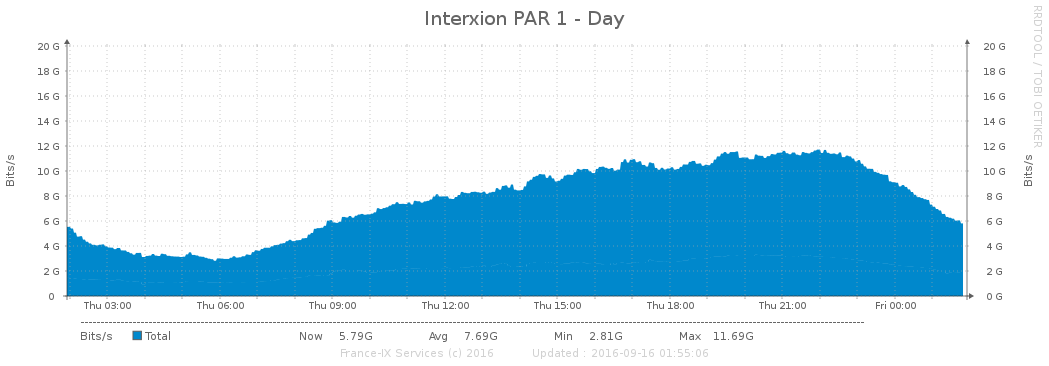 Interxion PAR 1 - Day
RRDTOOL / TOBI OETIKER
Bits/s
20 G
18 G
16 G
14 G
12 G
10 G
8 G
6 G
4 G
2 G
0
20 G
18 G
16 G
14 G
12 G
10 G
8 G
6 G
4 G
2 G
0 G
Bits/s
Thu 03:00 Thu 06:00 Thu 09:00 Thu 12:00 Thu 15:00 Thu 18:00 Thu 21:00 Fri 00:00
Bits/s Total Now 5.79G Avg 7.69G Min 2.81G Max 11.69G
France-IX Services (c) 2016 Updated : 2016-09-16 01:55:06